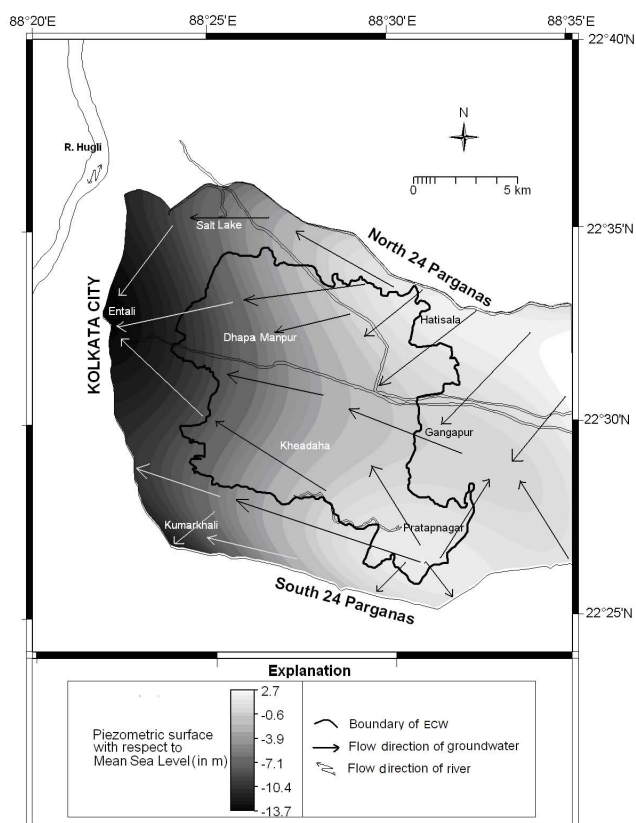 88°20'E 88°25'E 88°30'E 88°35'E
22°40'N
N
R. Hugli
5 km
22°35'N
Salt Lake
North 24 Parganas
KOLKATA CITY
Entali
Hatisala
Dhapa Manpur
22°30'N
Gangapur
Kheadaha
Kumarkhali
Pratapnagar
South 24 Parganas
22°25'N
Explanation
Piezometric surface
with respect to
Mean Sea Level (in m)
2.7
-0.6
-3.9
-7.1
-10.4
-13.7
Boundary of ECW
Flow direction of groundwater
Flow direction of river